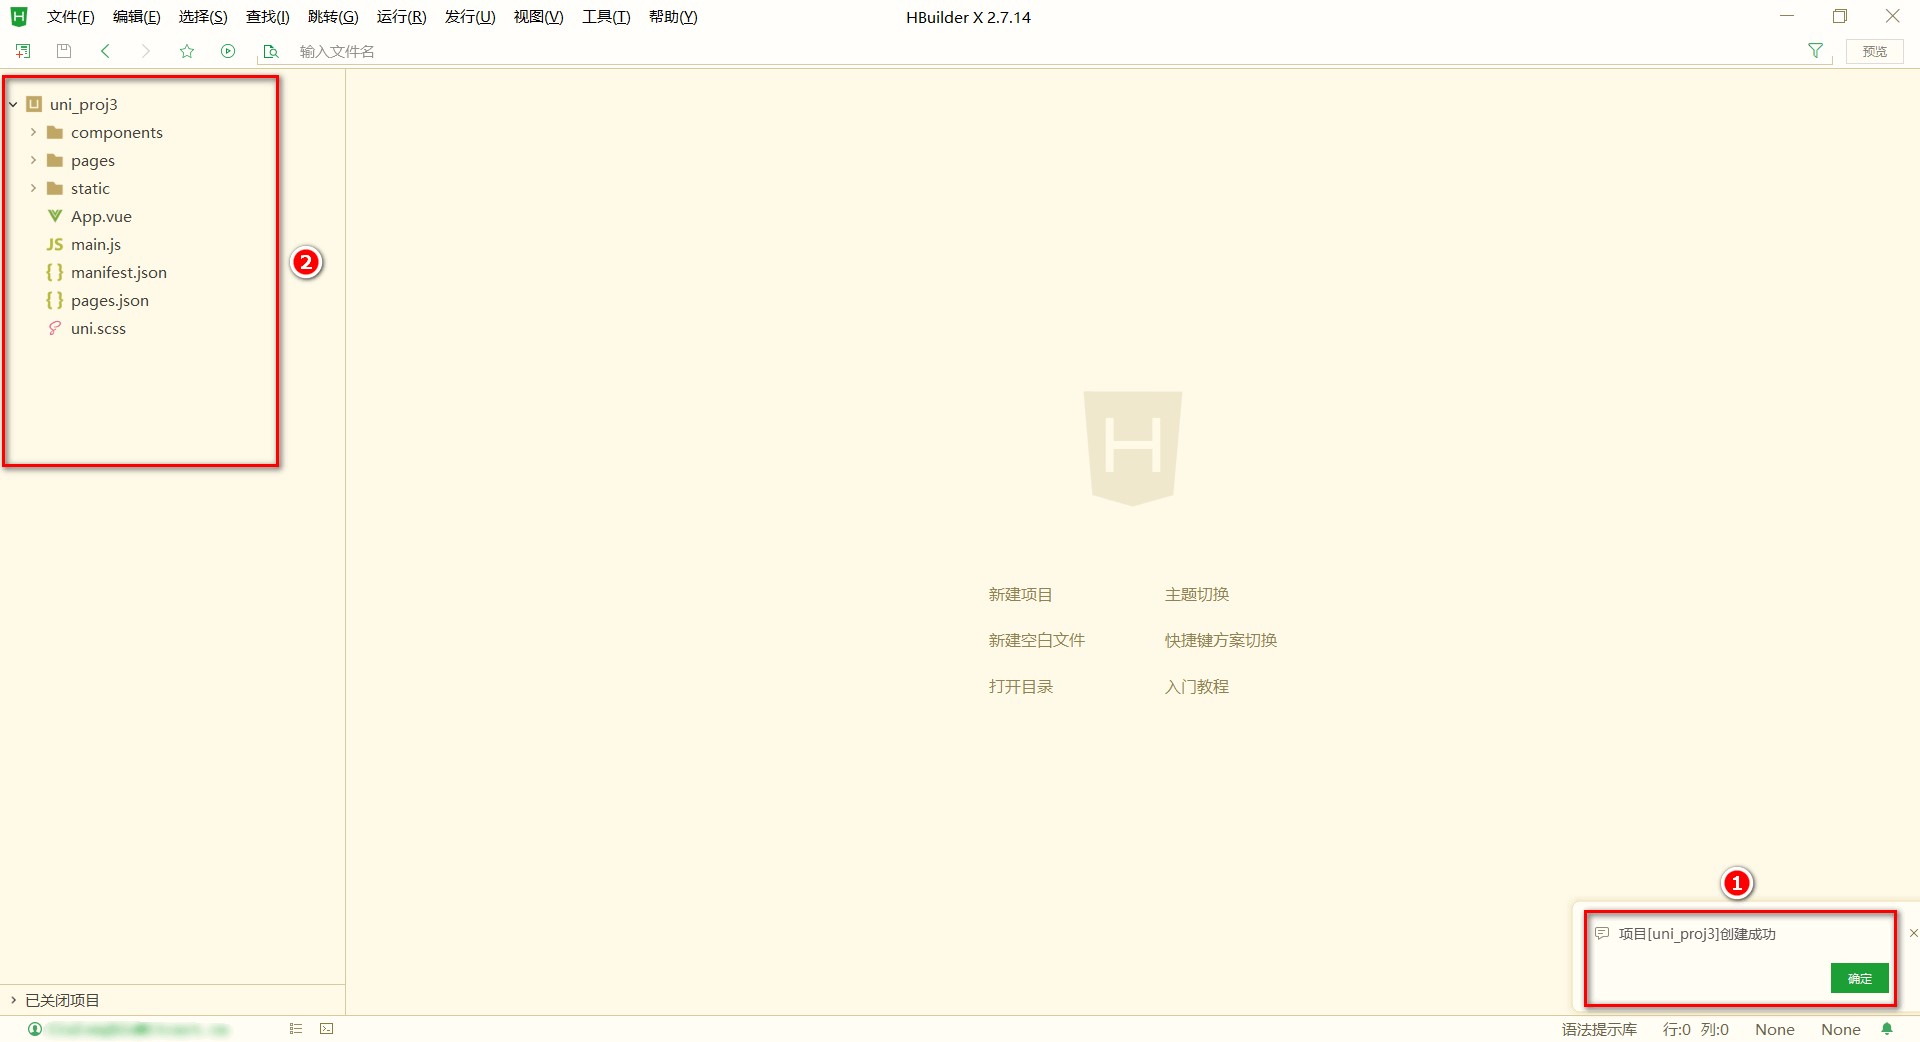 文件(F) 编辑(E) 选择(S) 查找(I) 跳转(G) 运行(R) 发行(U) 视图(V) 工具(T) 帮助(Y) HBuilder X 2.7.14
输入文件名 预览
uni_proj3
components
pages
static
App.vue
JS main.js
{ } manifest.json
{ } pages.json
uni.scss
2
H
新建项目 主题切换
新建空白文件 快捷键方案切换
打开目录 入门教程
1
项目[uni_proj3]创建成功
确定
已关闭项目
语法提示库 行:0 列:0 None None